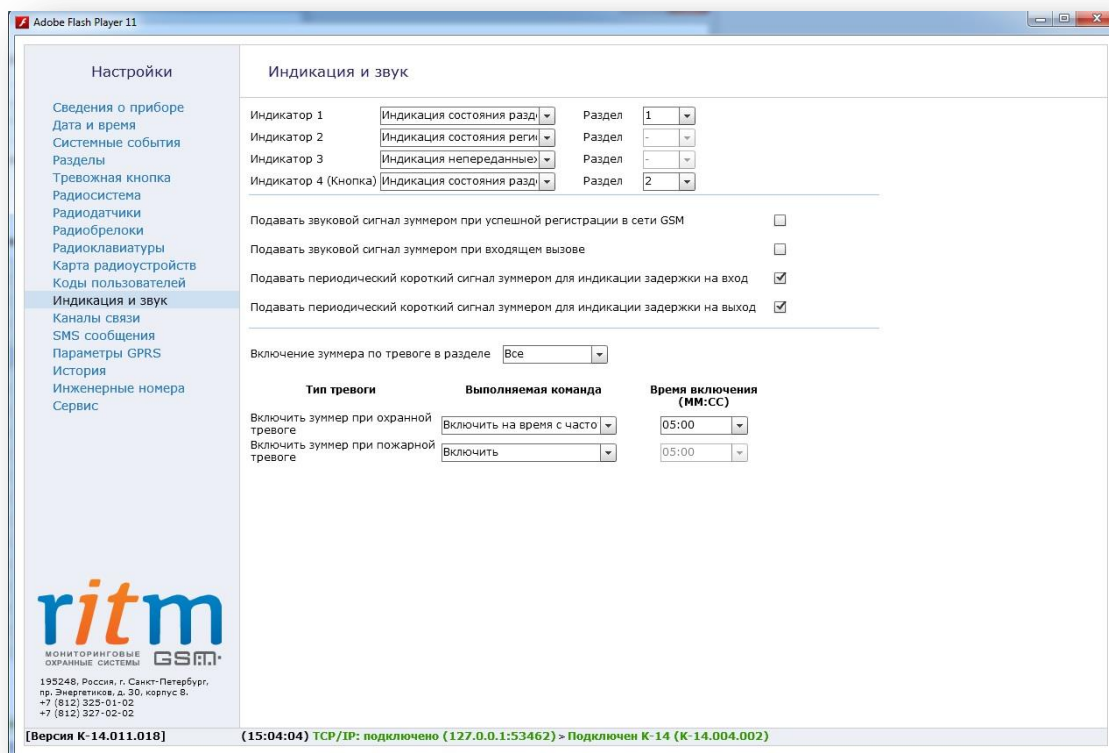 Adobe Flash Player 11
Настройки
Сведения о приборе
Дата и время
Системные события
Разделы
Тревожная кнопка
Радиосистема
Радиодатчики
Радиобрелоки
Радиоклавиатуры
Карта радиоустройств
Коды пользователей
Индикация и звук
Каналы связи
SMS сообщения
Параметры GPRS
История
Инженерные номера
Сервис
ritm
МОНИТОРИНГОВЫЕ
ОХРАННЫЕ СИСТЕМЫ GSM
195248, Россия, г. Санкт-Петербург,
пр. Энергетиков, д. 30, корпус 8.
+7 (812) 325-01-02
+7 (812) 327-02-02
Индикация и звук
Индикатор 1 Индикация состояния разд Раздел 1
Индикатор 2 Индикация состояния реги Раздел -
Индикатор 3 Индикация непереданных Раздел -
Индикатор 4 (Кнопка) Индикация состояния разд Раздел 2
Подавать звуковой сигнал зуммером при успешной регистрации в сети GSM
Подавать звуковой сигнал зуммером при входящем вызове
Подавать периодический короткий сигнал зуммером для индикации задержки на вход
Подавать периодический короткий сигнал зуммером для индикации задержки на выход
Включение зуммера по тревоге в разделе Все
Тип тревоги Выполняемая команда Время включения
(ММ:СС)
Включить зуммер при охранной
тревоге Включить на время с часто 05:00
Включить зуммер при пожарной
тревоге Включить 05:00
[Версия К-14.011.018] (15:04:04) TCP/IP: подключено (127.0.0.1:53462) > Подключен К-14 (К-14.004.002)